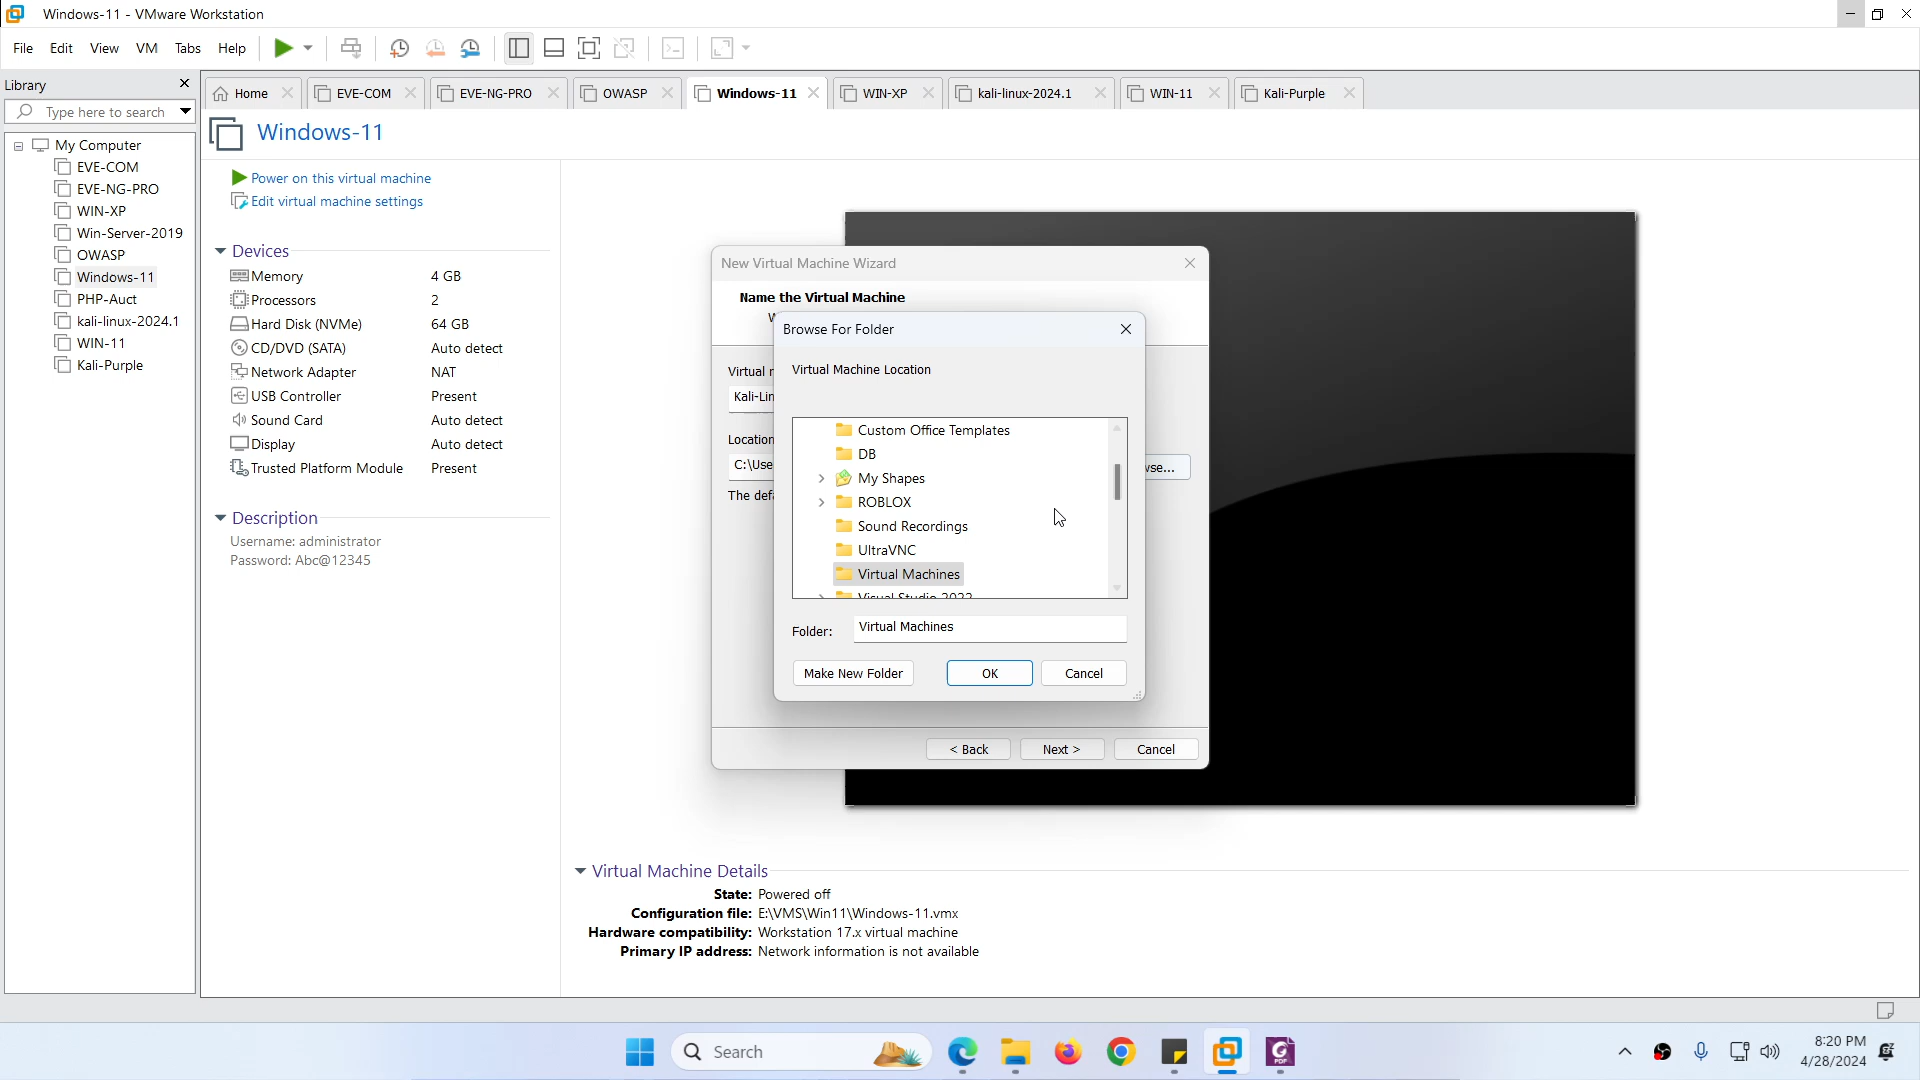 Windows-11 - VMware Workstation
File Edit View VM Tabs Help
Library
Type here to search
My Computer
EVE-COM
EVE-NG-PRO
WIN-XP
Win-Server-2019
OWASP
Windows-11
PHP-Auct
kali-linux-2024.1
WIN-11
Kali-Purple
Home EVE-COM EVE-NG-PRO OWASP Windows-11 WIN-XP kali-linux-2024.1 WIN-11 Kali-Purple
Windows-11
Power on this virtual machine
Edit virtual machine settings
Devices
Memory 4 GB
Processors 2
Hard Disk (NVMe) 64 GB
CD/DVD (SATA) Auto detect
Network Adapter NAT
USB Controller Present
Sound Card Auto detect
Display Auto detect
Trusted Platform Module Present
Description
Username: administrator
Password: Abc@12345
New Virtual Machine Wizard
Name the Virtual Machine
Virtual
Kali-Lin
Location
C:\Use
The def
Browse For Folder
Virtual Machine Location
Custom Office Templates
DB
My Shapes
ROBLOX
Sound Recordings
UltraVNC
Virtual Machines
Visual Studio 2022
Folder: Virtual Machines
Make New Folder OK Cancel
wse...
< Back Next > Cancel
Virtual Machine Details
State: Powered off
Configuration file: E:\VMS\Win11\Windows-11.vmx
Hardware compatibility: Workstation 17.x virtual machine
Primary IP address: Network information is not available
Search
PDF
8:20 PM
4/28/2024